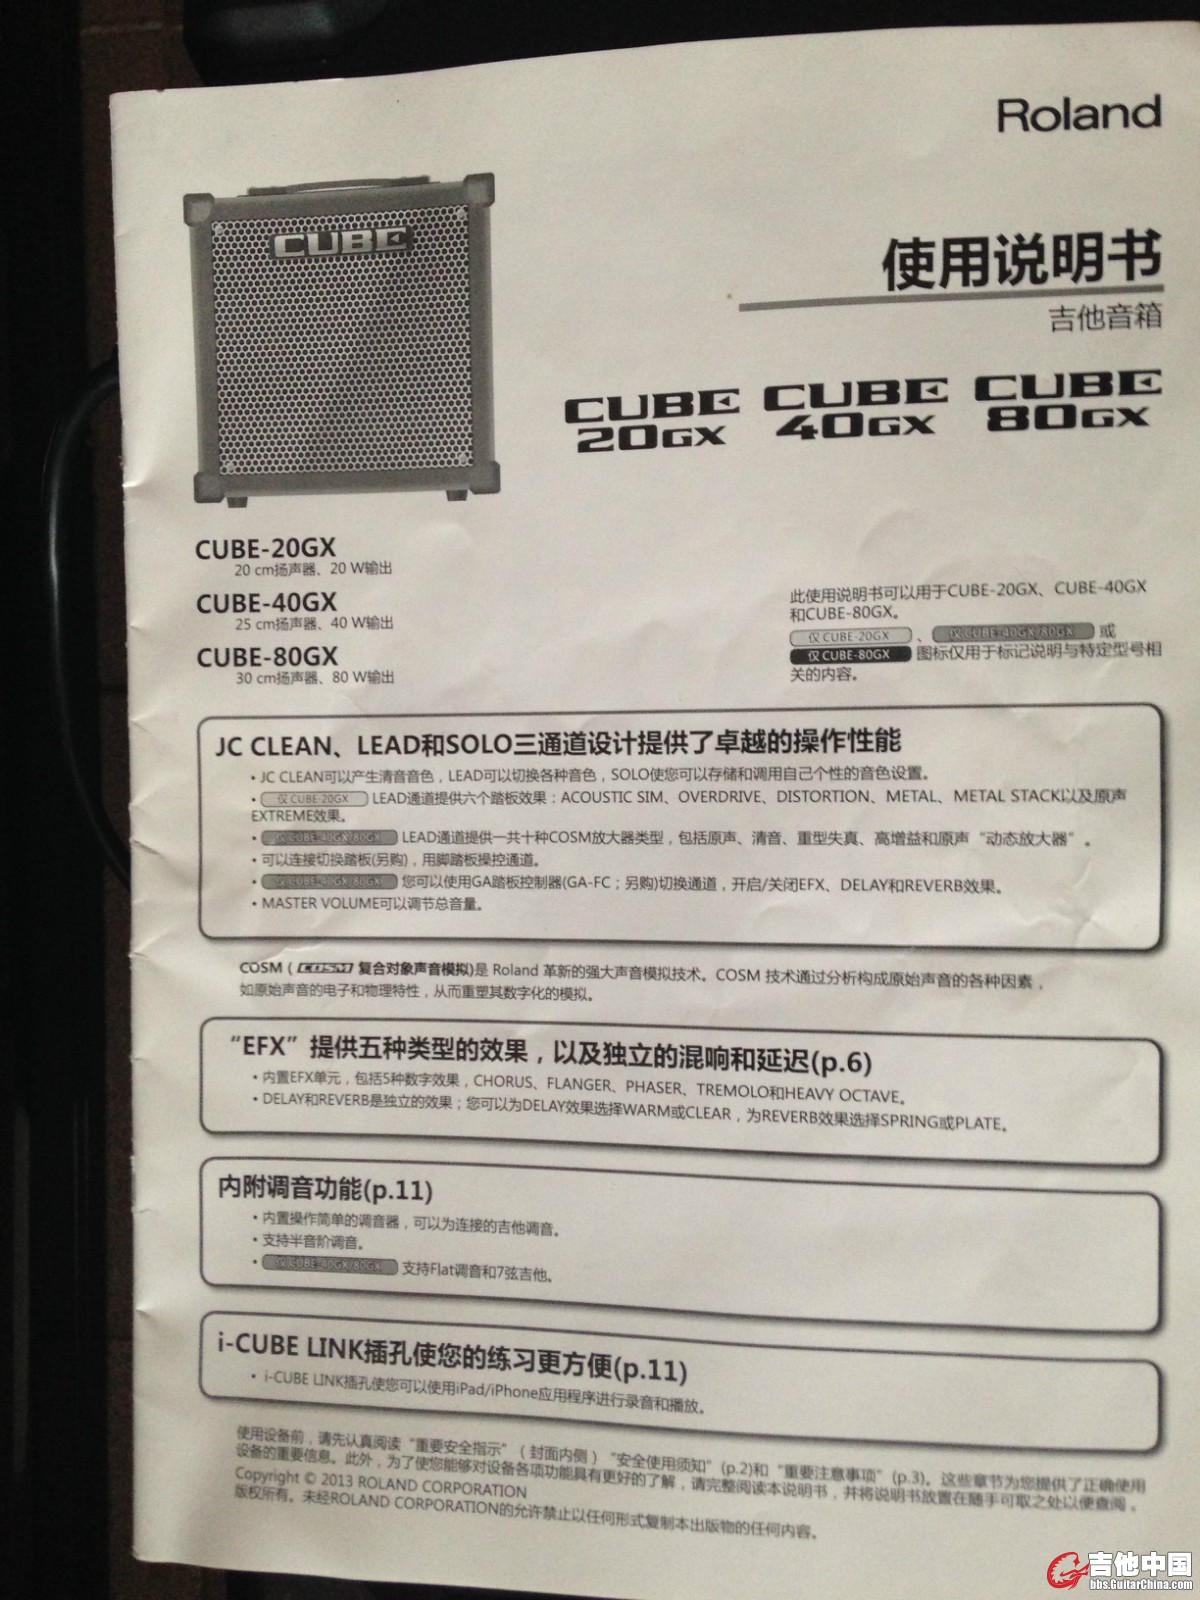 Roland
CUBE
使用说明书
吉他音箱
CUBE CUBE CUBE
20GX 40GX 80GX
CUBE-20GX
20 cm扬声器、20 W输出
CUBE-40GX
25 cm扬声器、40 W输出
CUBE-80GX
30 cm扬声器、80 W输出
此使用说明书可以用于CUBE-20GX、CUBE-40GX
和CUBE-80GX。
仅 CUBE-20GX 、 仅 CUBE-40GX/80GX 或
仅 CUBE-80GX 图标仅用于标记说明与特定型号相
关的内容。
JC CLEAN、LEAD和SOLO三通道设计提供了卓越的操作性能
• JC CLEAN可以产生清音音色，LEAD可以切换各种音色，SOLO使您可以存储和调用自己个性的音色设置。
• 仅 CUBE-20GX LEAD通道提供六个踏板效果：ACOUSTIC SIM、OVERDRIVE、DISTORTION、METAL、METAL STACK以及原声
EXTREME效果。
• 仅 CUBE-40GX/80GX LEAD通道提供一共十种COSM放大器类型，包括原声、清音、重型失真、高增益和原声“动态放大器”。
• 可以连接切换踏板(另购)，用脚踏板操控通道。
• 仅 CUBE-40GX/80GX 您可以使用GA踏板控制器(GA-FC；另购)切换通道，开启/关闭EFX、DELAY和REVERB效果。
• MASTER VOLUME可以调节总音量。
COSM ( COSM 复合对象声音模拟)是 Roland 革新的强大声音模拟技术。COSM 技术通过分析构成原始声音的各种因素，
如原始声音的电子和物理特性，从而重塑其数字化的模拟。
“EFX”提供五种类型的效果，以及独立的混响和延迟(p.6)
• 内置EFX单元，包括5种数字效果，CHORUS、FLANGER、PHASER、TREMOLO和HEAVY OCTAVE。
• DELAY和REVERB是独立的效果；您可以为DELAY效果选择WARM或CLEAR，为REVERB效果选择SPRING或PLATE。
内附调音功能(p.11)
• 内置操作简单的调音器，可以为连接的吉他调音。
• 支持半音阶调音。
• 仅 CUBE-40GX/80GX 支持Flat调音和7弦吉他。
i-CUBE LINK插孔使您的练习更方便(p.11)
• i-CUBE LINK插孔使您可以使用iPad/iPhone应用程序进行录音和播放。
使用设备前，请先认真阅读“重要安全指示”（封面内侧）“安全使用须知”(p.2)和“重要注意事项”(p.3)。这些章节为您提供了正确使用
设备的重要信息。此外，为了使您能够对设备各项功能具有更好的了解，请完整阅读本说明书，并将说明书放置在随手可取之处以便查阅。
Copyright © 2013 ROLAND CORPORATION
版权所有。未经ROLAND CORPORATION的允许禁止以任何形式复制本出版物的任何内容。
吉他中国
bbs.GuitarChina.com